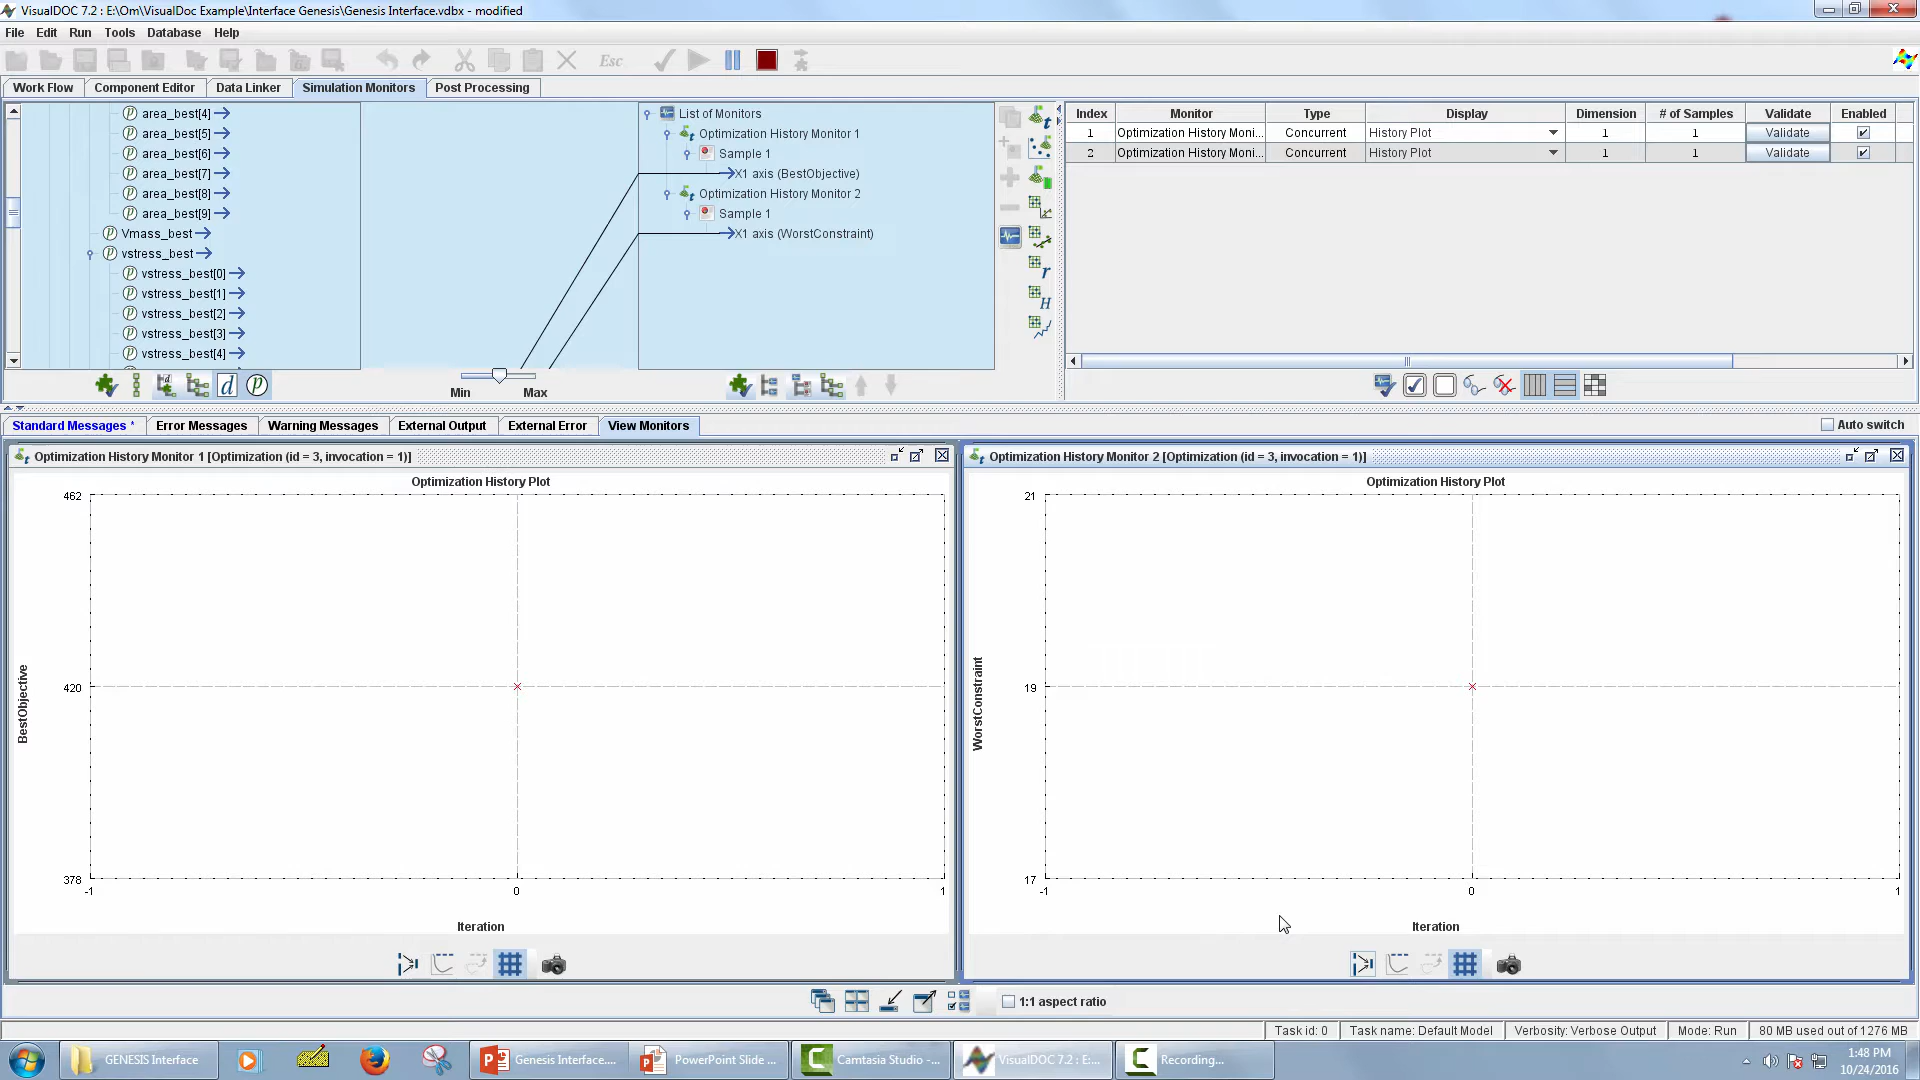 VisualDOC 7.2 : E:\Om\VisualDoc Example\Interface Genesis\Genesis Interface.vdbx - modified
File Edit Run Tools Database Help
Esc
Work Flow Component Editor Data Linker Simulation Monitors Post Processing
area_best[4]
area_best[5]
area_best[6]
area_best[7]
area_best[8]
area_best[9]
Vmass_best
vstress_best
vstress_best[0]
vstress_best[1]
vstress_best[2]
vstress_best[3]
vstress_best[4]
List of Monitors
Optimization History Monitor 1
Sample 1
X1 axis (BestObjective)
Optimization History Monitor 2
Sample 1
X1 axis (WorstConstraint)
Min Max
Index Monitor Type Display Dimension # of Samples Validate Enabled
1 Optimization History Moni... Concurrent History Plot 1 1 Validate
2 Optimization History Moni... Concurrent History Plot 1 1 Validate
Standard Messages * Error Messages Warning Messages External Output External Error View Monitors Auto switch
Optimization History Monitor 1 [Optimization (id = 3, invocation = 1)]
Optimization History Plot
462
420
378
BestObjective
-1 0 1
Iteration
Optimization History Monitor 2 [Optimization (id = 3, invocation = 1)]
Optimization History Plot
21
19
17
WorstConstraint
-1 0 1
Iteration
1:1 aspect ratio
Task id: 0 Task name: Default Model Verbosity: Verbose Output Mode: Run 80 MB used out of 1276 MB
GENESIS Interface Genesis Interface.... PowerPoint Slide ... Camtasia Studio -... VisualDOC 7.2 : E:... Recording...
1:48 PM
10/24/2016